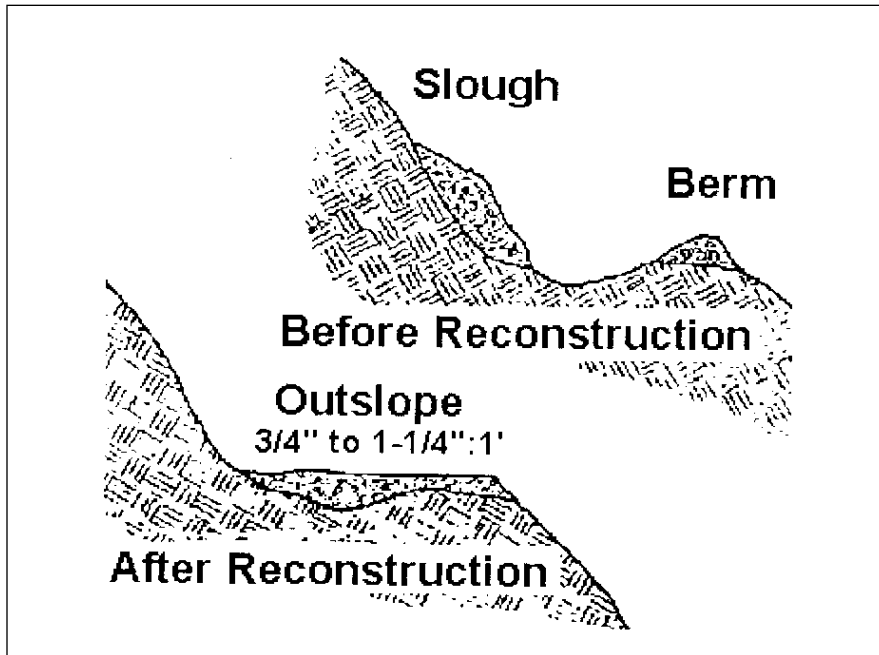 Slough
Berm
Before Reconstruction
Outslope
3/4" to 1-1/4":1'
After Reconstruction